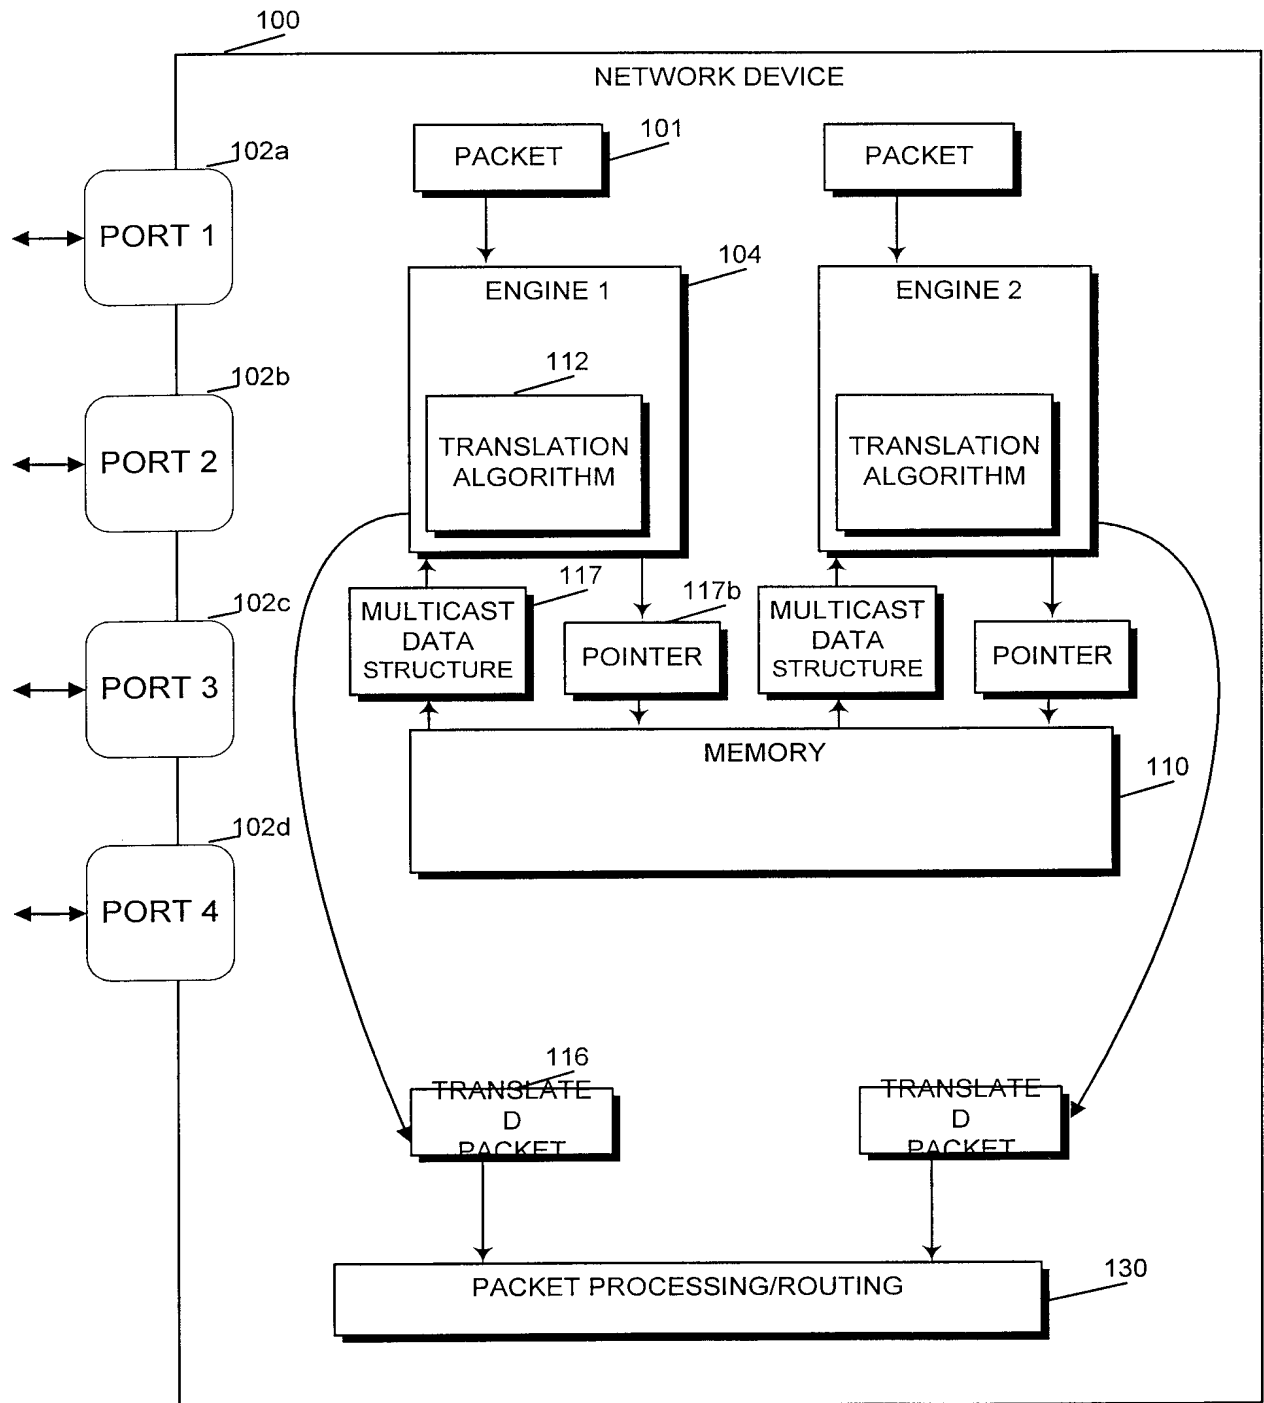 100
NETWORK DEVICE
102a
PORT 1
101
PACKET
PACKET
104
ENGINE 1
ENGINE 2
102b
PORT 2
112
TRANSLATION
ALGORITHM
TRANSLATION
ALGORITHM
102c
PORT 3
117
MULTICAST
DATA
STRUCTURE
117b
POINTER
MULTICAST
DATA
STRUCTURE
POINTER
MEMORY
110
102d
PORT 4
116
TRANSLATE
D
PACKET
TRANSLATE
D
PACKET
PACKET PROCESSING/ROUTING
130